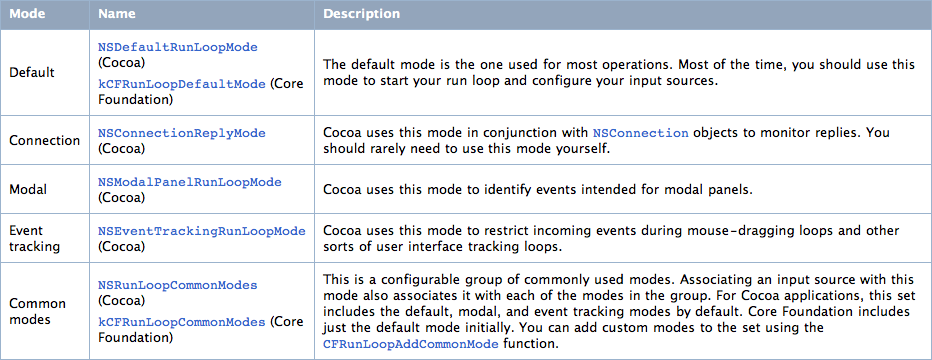 Mode Name Description
Default
NSDefaultRunLoopMode
(Cocoa)
kCFRunLoopDefaultMode (Core
Foundation)
The default mode is the one used for most operations. Most of the time, you should use this
mode to start your run loop and configure your input sources.
Connection
NSConnectionReplyMode
(Cocoa)
Cocoa uses this mode in conjunction with NSConnection objects to monitor replies. You
should rarely need to use this mode yourself.
Modal
NSModalPanelRunLoopMode
(Cocoa)
Cocoa uses this mode to identify events intended for modal panels.
Event
tracking
NSEventTrackingRunLoopMode
(Cocoa)
Cocoa uses this mode to restrict incoming events during mouse-dragging loops and other
sorts of user interface tracking loops.
Common
modes
NSRunLoopCommonModes
(Cocoa)
kCFRunLoopCommonModes (Core
Foundation)
This is a configurable group of commonly used modes. Associating an input source with this
mode also associates it with each of the modes in the group. For Cocoa applications, this set
includes the default, modal, and event tracking modes by default. Core Foundation includes
just the default mode initially. You can add custom modes to the set using the
CFRunLoopAddCommonMode function.